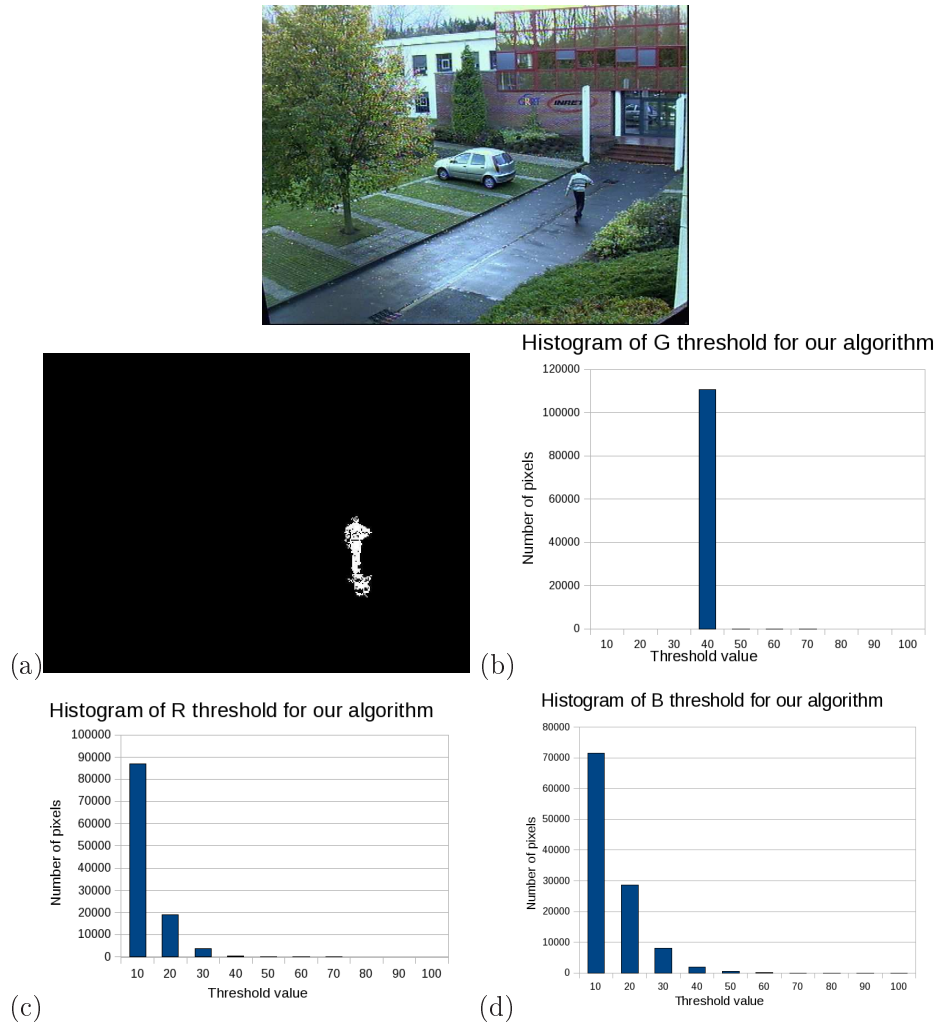 GRRT INRETS
(a)
Histogram of G threshold for our algorithm
Number of pixels
120000
100000
80000
60000
40000
20000
0
10 20 30 40 50 60 70 80 90 100
Threshold value
(b)
Histogram of R threshold for our algorithm
Number of pixels
100000
90000
80000
70000
60000
50000
40000
30000
20000
10000
0
10 20 30 40 50 60 70 80 90 100
Threshold value
(c)
Histogram of B threshold for our algorithm
Number of pixels
80000
70000
60000
50000
40000
30000
20000
10000
0
10 20 30 40 50 60 70 80 90 100
Threshold value
(d)